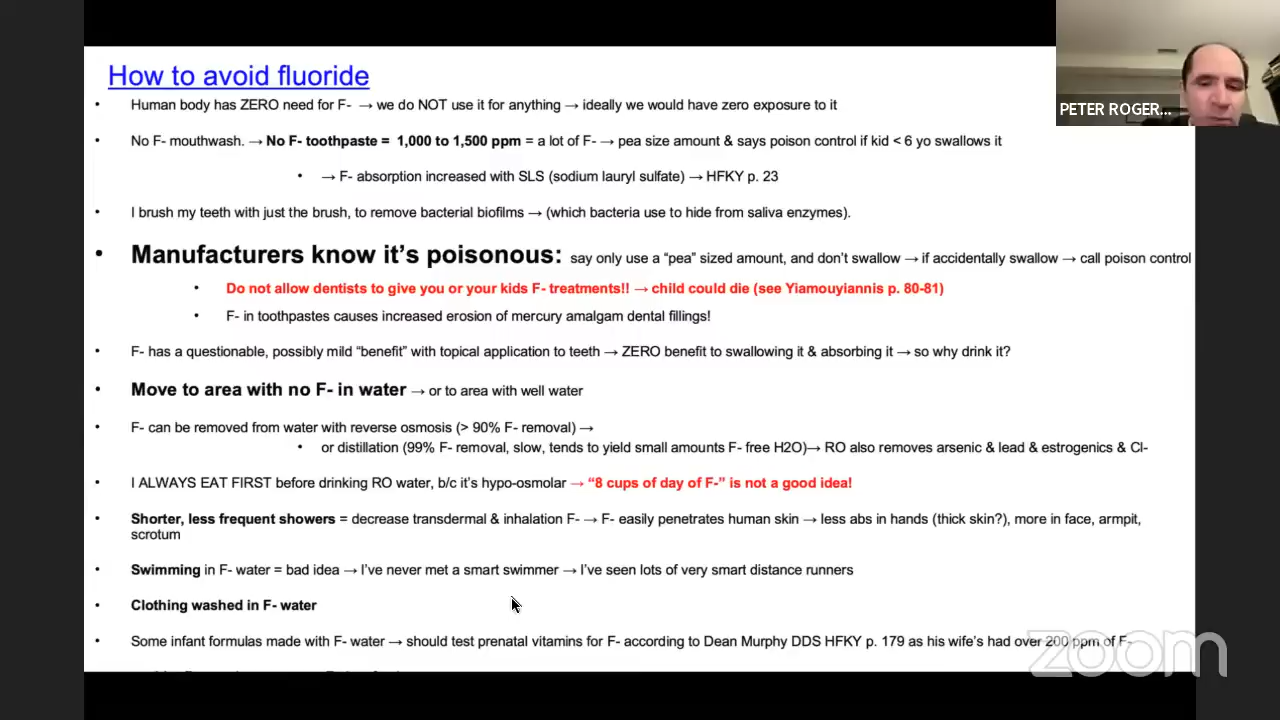 How to avoid fluoride
PETER ROGER...
• Human body has ZERO need for F- → we do NOT use it for anything → ideally we would have zero exposure to it
• No F- mouthwash. → No F- toothpaste = 1,000 to 1,500 ppm = a lot of F- → pea size amount & says poison control if kid < 6 yo swallows it
• → F- absorption increased with SLS (sodium lauryl sulfate) → HFKY p. 23
• I brush my teeth with just the brush, to remove bacterial biofilms → (which bacteria use to hide from saliva enzymes).
• Manufacturers know it's poisonous: say only use a “pea” sized amount, and don't swallow → if accidentally swallow → call poison control
• Do not allow dentists to give you or your kids F- treatments!! → child could die (see Yiamouyiannis p. 80-81)
• F- in toothpastes causes increased erosion of mercury amalgam dental fillings!
• F- has a questionable, possibly mild “benefit” with topical application to teeth → ZERO benefit to swallowing it & absorbing it → so why drink it?
• Move to area with no F- in water → or to area with well water
• F- can be removed from water with reverse osmosis (> 90% F- removal) →
• or distillation (99% F- removal, slow, tends to yield small amounts F- free H2O)→ RO also removes arsenic & lead & estrogenics & Cl-
• I ALWAYS EAT FIRST before drinking RO water, b/c it's hypo-osmolar → “8 cups of day of F-” is not a good idea!
• Shorter, less frequent showers = decrease transdermal & inhalation F- → F- easily penetrates human skin → less abs in hands (thick skin?), more in face, armpit,
scrotum
• Swimming in F- water = bad idea → I've never met a smart swimmer → I've seen lots of very smart distance runners
• Clothing washed in F- water
• Some infant formulas made with F- water → should test prenatal vitamins for F- according to Dean Murphy DDS HFKY p. 179 as his wife's had over 200 ppm of F-
zoom